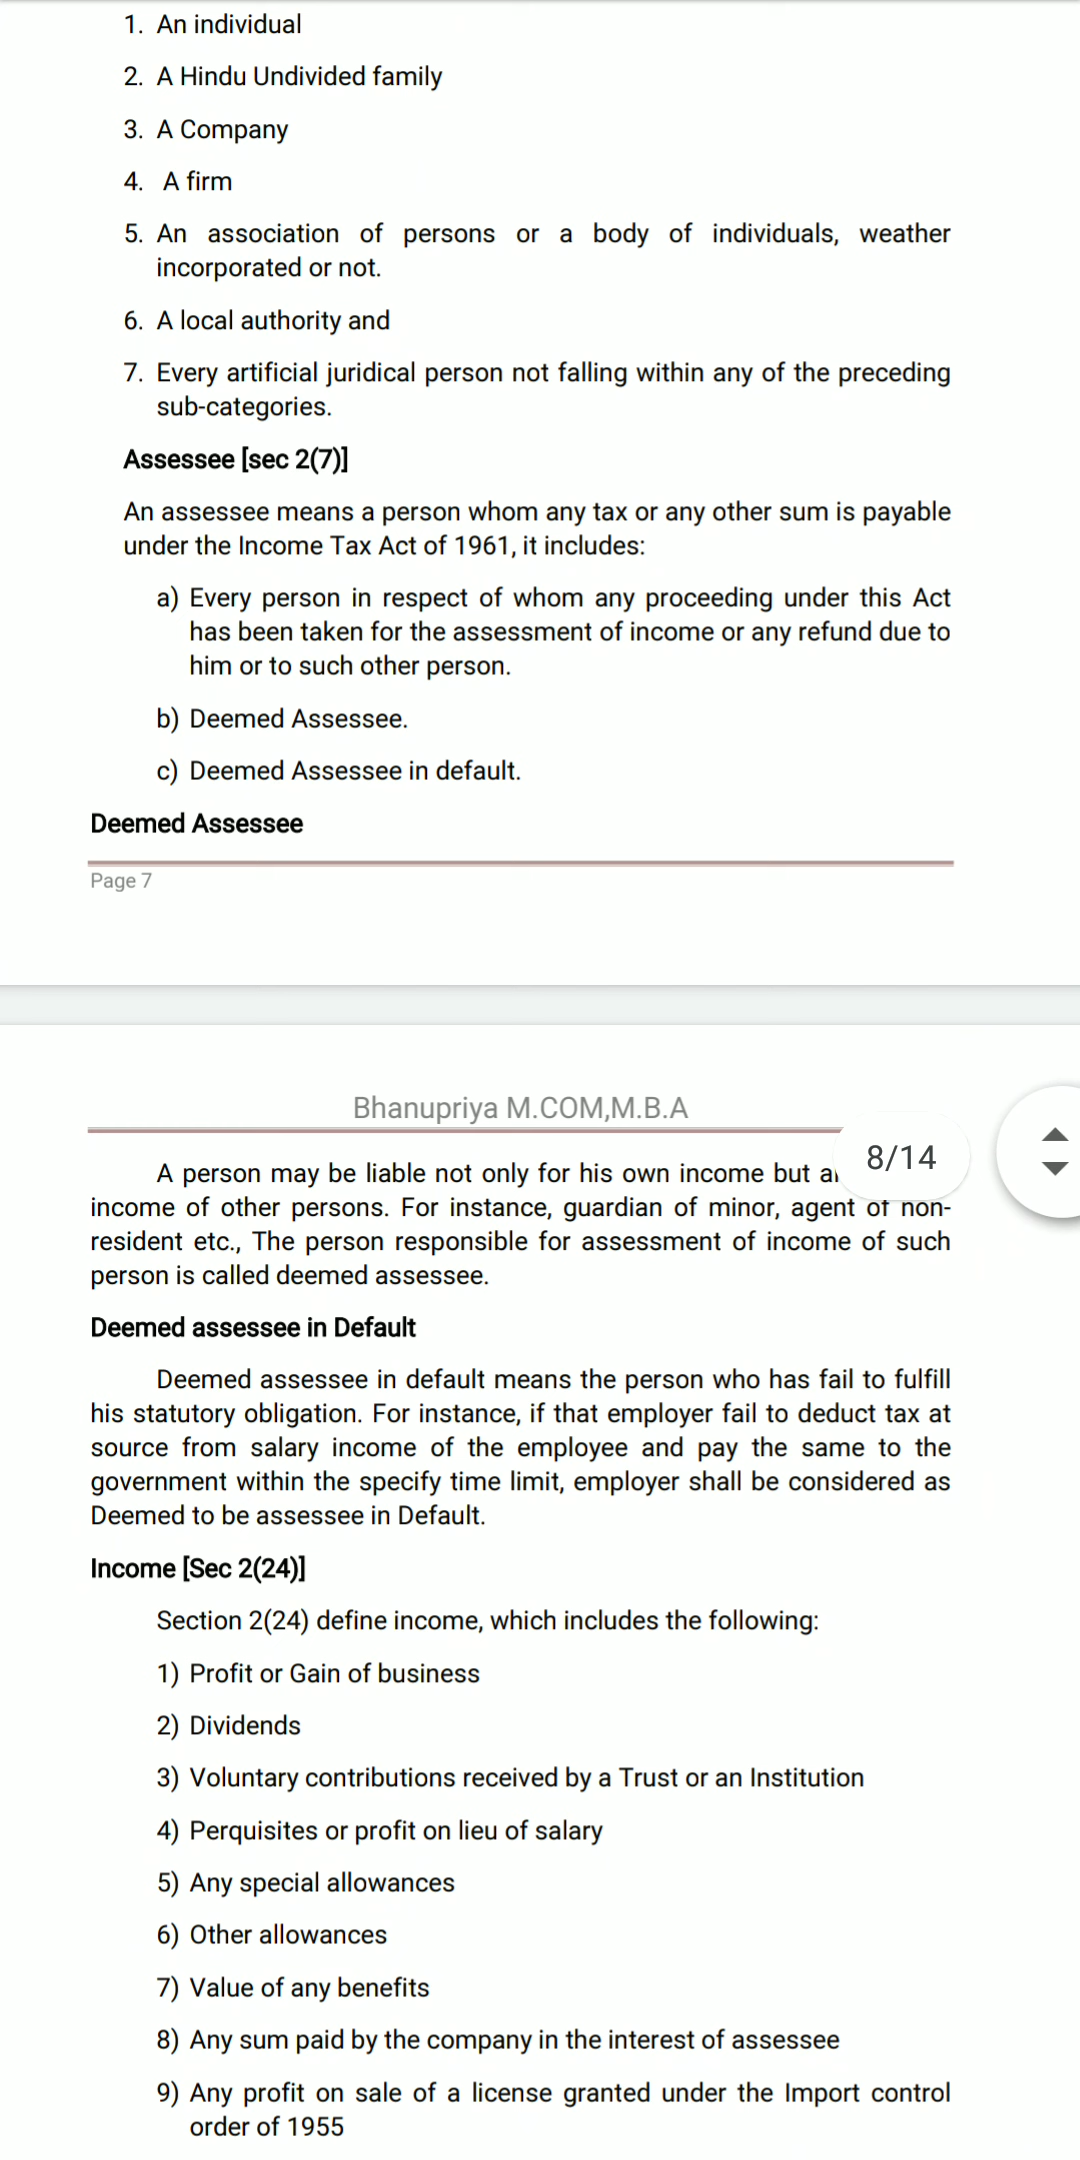 1. An individual
2. A Hindu Undivided family
3. A Company
4. A firm
5. An association of persons or a body of individuals, weather
incorporated or not.
6. A local authority and
7. Every artificial juridical person not falling within any of the preceding
sub-categories.
Assessee [sec 2(7)]
An assessee means a person whom any tax or any other sum is payable
under the Income Tax Act of 1961, it includes:
a) Every person in respect of whom any proceeding under this Act
has been taken for the assessment of income or any refund due to
him or to such other person.
b) Deemed Assessee.
c) Deemed Assessee in default.
Deemed Assessee
Page 7
Bhanupriya M.COM,M.B.A
8/14
A person may be liable not only for his own income but
income of other persons. For instance, guardian of minor, agent of non-
resident etc., The person responsible for assessment of income of such
person is called deemed assessee.
Deemed assessee in Default
Deemed assessee in default means the person who has fail to fulfill
his statutory obligation. For instance, if that employer fail to deduct tax at
source from salary income of the employee and pay the same to the
government within the specify time limit, employer shall be considered as
Deemed to be assessee in Default.
Income [Sec 2(24)]
Section 2(24) define income, which includes the following:
1) Profit or Gain of business
2) Dividends
3) Voluntary contributions received by a Trust or an Institution
4) Perquisites or profit on lieu of salary
5) Any special allowances
6) Other allowances
7) Value of any benefits
8) Any sum paid by the company in the interest of assessee
9) Any profit on sale of a license granted under the Import control
order of 1955